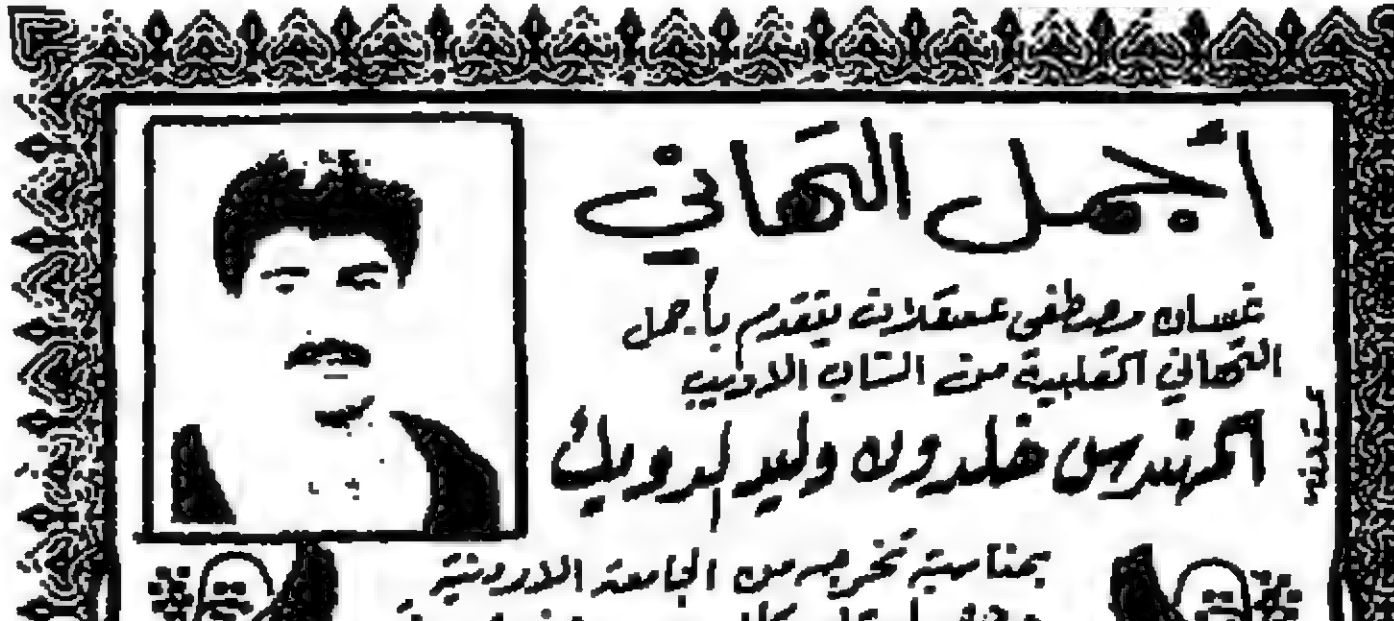 أجمل التهاني
غسان مصطفى عسقلان يتقدم بأجمل
التهاني القلبية من الشاب الاديب
المهندس خلدون وليد
بمناسبة تخرجه من الجامعة الاردنية